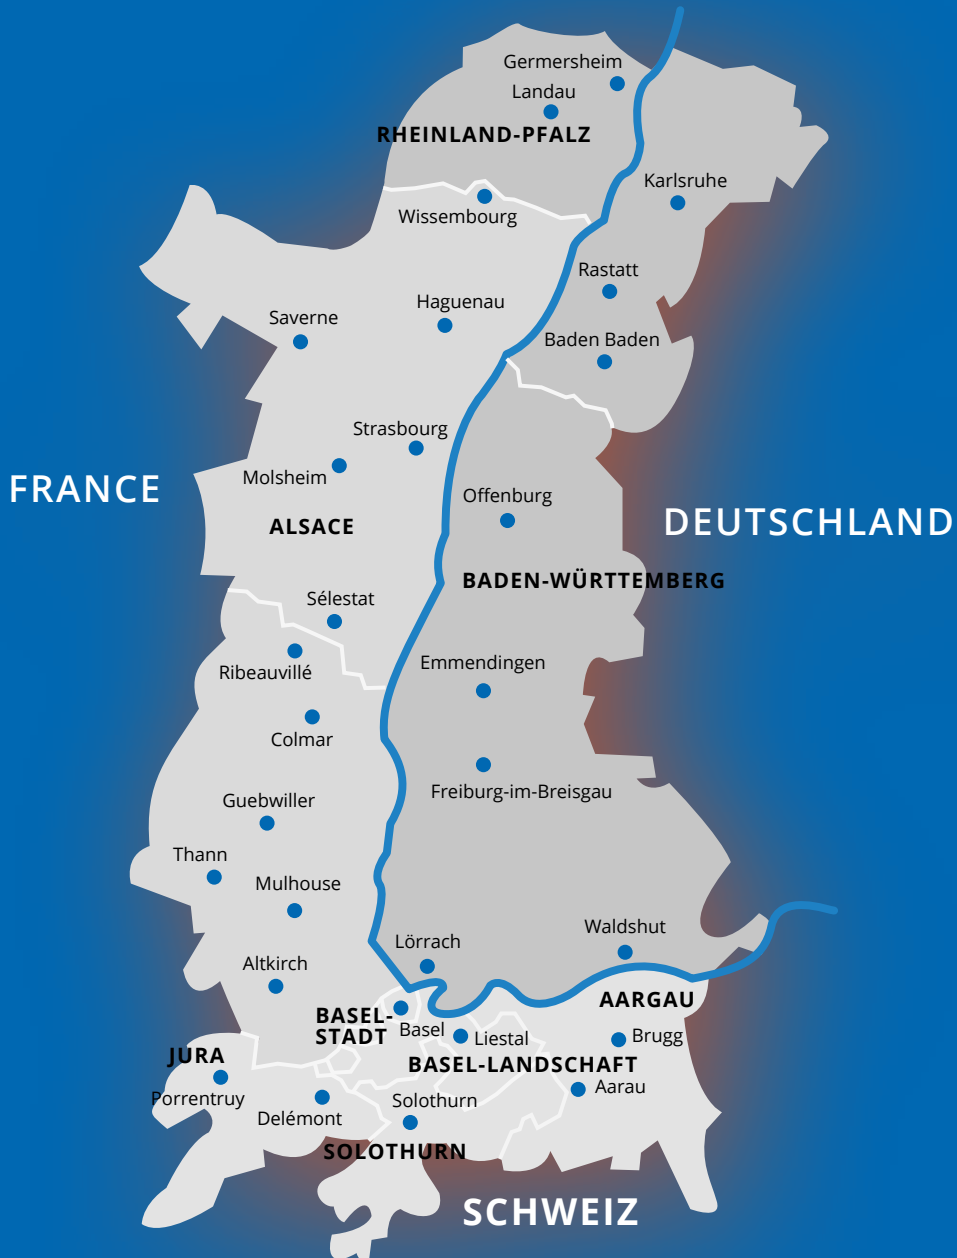 Germersheim
Landau
RHEINLAND-PFALZ
Karlsruhe
Wissembourg
Rastatt
Haguenau
Saverne
Baden Baden
Strasbourg
Molsheim
FRANCE
Offenburg
DEUTSCHLAND
ALSACE
BADEN-WÜRTTEMBERG
Sélestat
Ribeauvillé
Emmendingen
Colmar
Freiburg-im-Breisgau
Guebwiller
Thann
Mulhouse
Waldshut
Lörrach
Altkirch
AARGAU
BASEL-
STADT
Basel
Liestal
Brugg
JURA
BASEL-LANDSCHAFT
Porrentruy
Aarau
Solothurn
Delémont
SOLOTHURN
SCHWEIZ